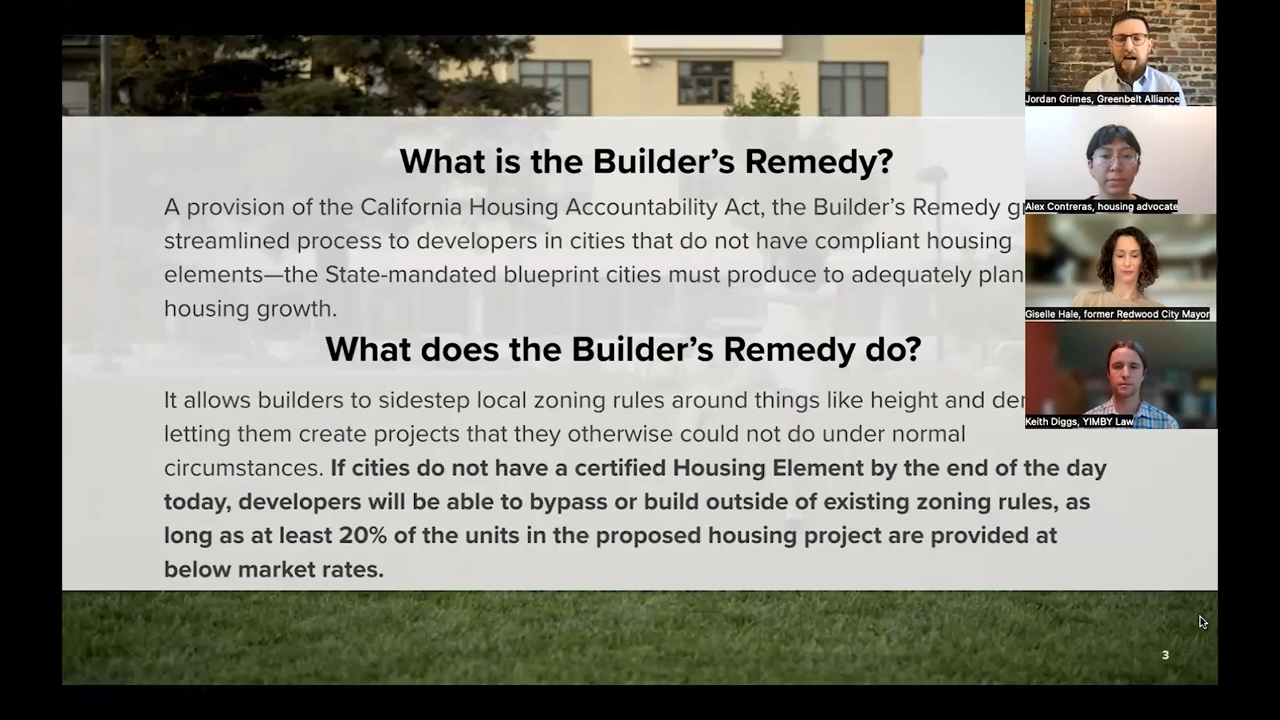 What is the Builder's Remedy?
A provision of the California Housing Accountability Act, the Builder's Remedy
streamlined process to developers in cities that do not have compliant housing
elements—the State-mandated blueprint cities must produce to adequately plan
housing growth.
What does the Builder's Remedy do?
It allows builders to sidestep local zoning rules around things like height and
letting them create projects that they otherwise could not do under normal
circumstances. If cities do not have a certified Housing Element by the end of the day
today, developers will be able to bypass or build outside of existing zoning rules, as
long as at least 20% of the units in the proposed housing project are provided at
below market rates.
3
Jordan Grimes, Greenbelt Alliance
Alex Contreras, housing advocate
Giselle Hale, former Redwood City Mayor
Keith Diggs, YIMBY Law